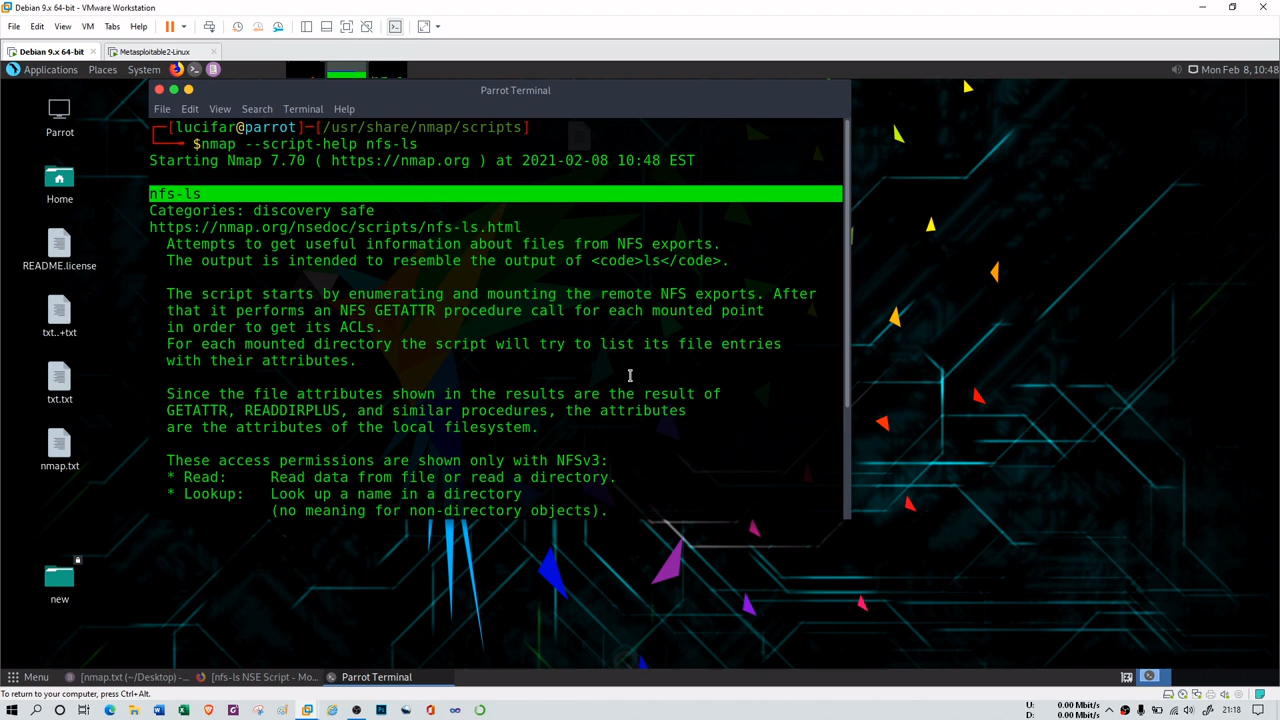 Debian 9.x 64-bit - VMware Workstation
File Edit View VM Tabs Help
Debian 9.x 64-bit Metasploitable2-Linux
Applications Places System Mon Feb 8, 10:48
Parrot Terminal
File Edit View Search Terminal Help
[lucifar@parrot]─[/usr/share/nmap/scripts]
$nmap --script-help nfs-ls
Starting Nmap 7.70 ( https://nmap.org ) at 2021-02-08 10:48 EST
nfs-ls
Categories: discovery safe
https://nmap.org/nsedoc/scripts/nfs-ls.html
Attempts to get useful information about files from NFS exports.
The output is intended to resemble the output of <code>ls</code>.
The script starts by enumerating and mounting the remote NFS exports. After
that it performs an NFS GETATTR procedure call for each mounted point
in order to get its ACLs.
For each mounted directory the script will try to list its file entries
with their attributes.
Since the file attributes shown in the results are the result of
GETATTR, READDIRPLUS, and similar procedures, the attributes
are the attributes of the local filesystem.
These access permissions are shown only with NFSv3:
* Read: Read data from file or read a directory.
* Lookup: Look up a name in a directory
(no meaning for non-directory objects).
Parrot
Home
README.license
txt..+txt
txt.txt
nmap.txt
new
Menu [nmap.txt (~/Desktop) -... [nfs-ls NSE Script - Mo... Parrot Terminal
To return to your computer, press Ctrl+Alt.
U: 0.00 Mbit/s
D: 0.00 Mbit/s
21:18